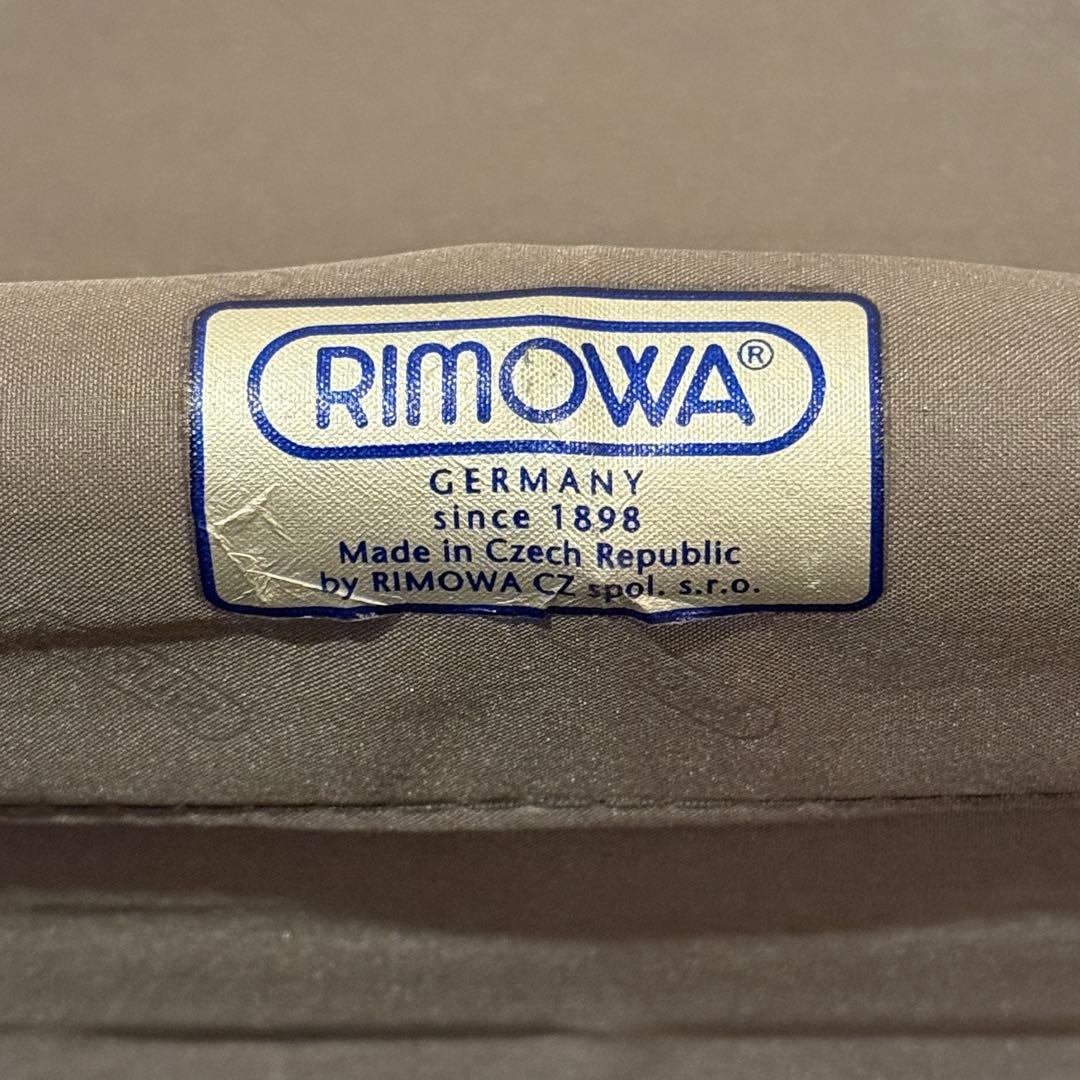 RIMOWA®
GERMANY
since 1898
Made in Czech Republic
by RIMOWA CZ spol. s.r.o.